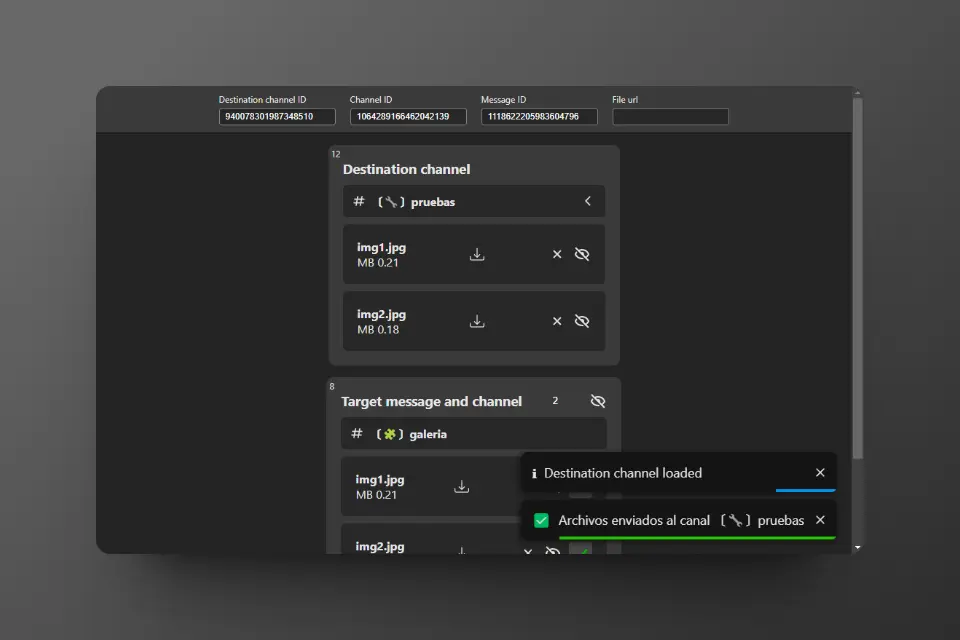 Destination channel ID
940078301987348510
Channel ID
1064289166462042139
Message ID
1118622205983604796
File url
12
Destination channel
# 〔🔧〕pruebas
img1.jpg
MB 0.21
img2.jpg
MB 0.18
8
Target message and channel 2
# 〔🧩〕galeria
img1.jpg
MB 0.21
img2.jpg
Destination channel loaded
✅ Archivos enviados al canal 〔🔧〕pruebas